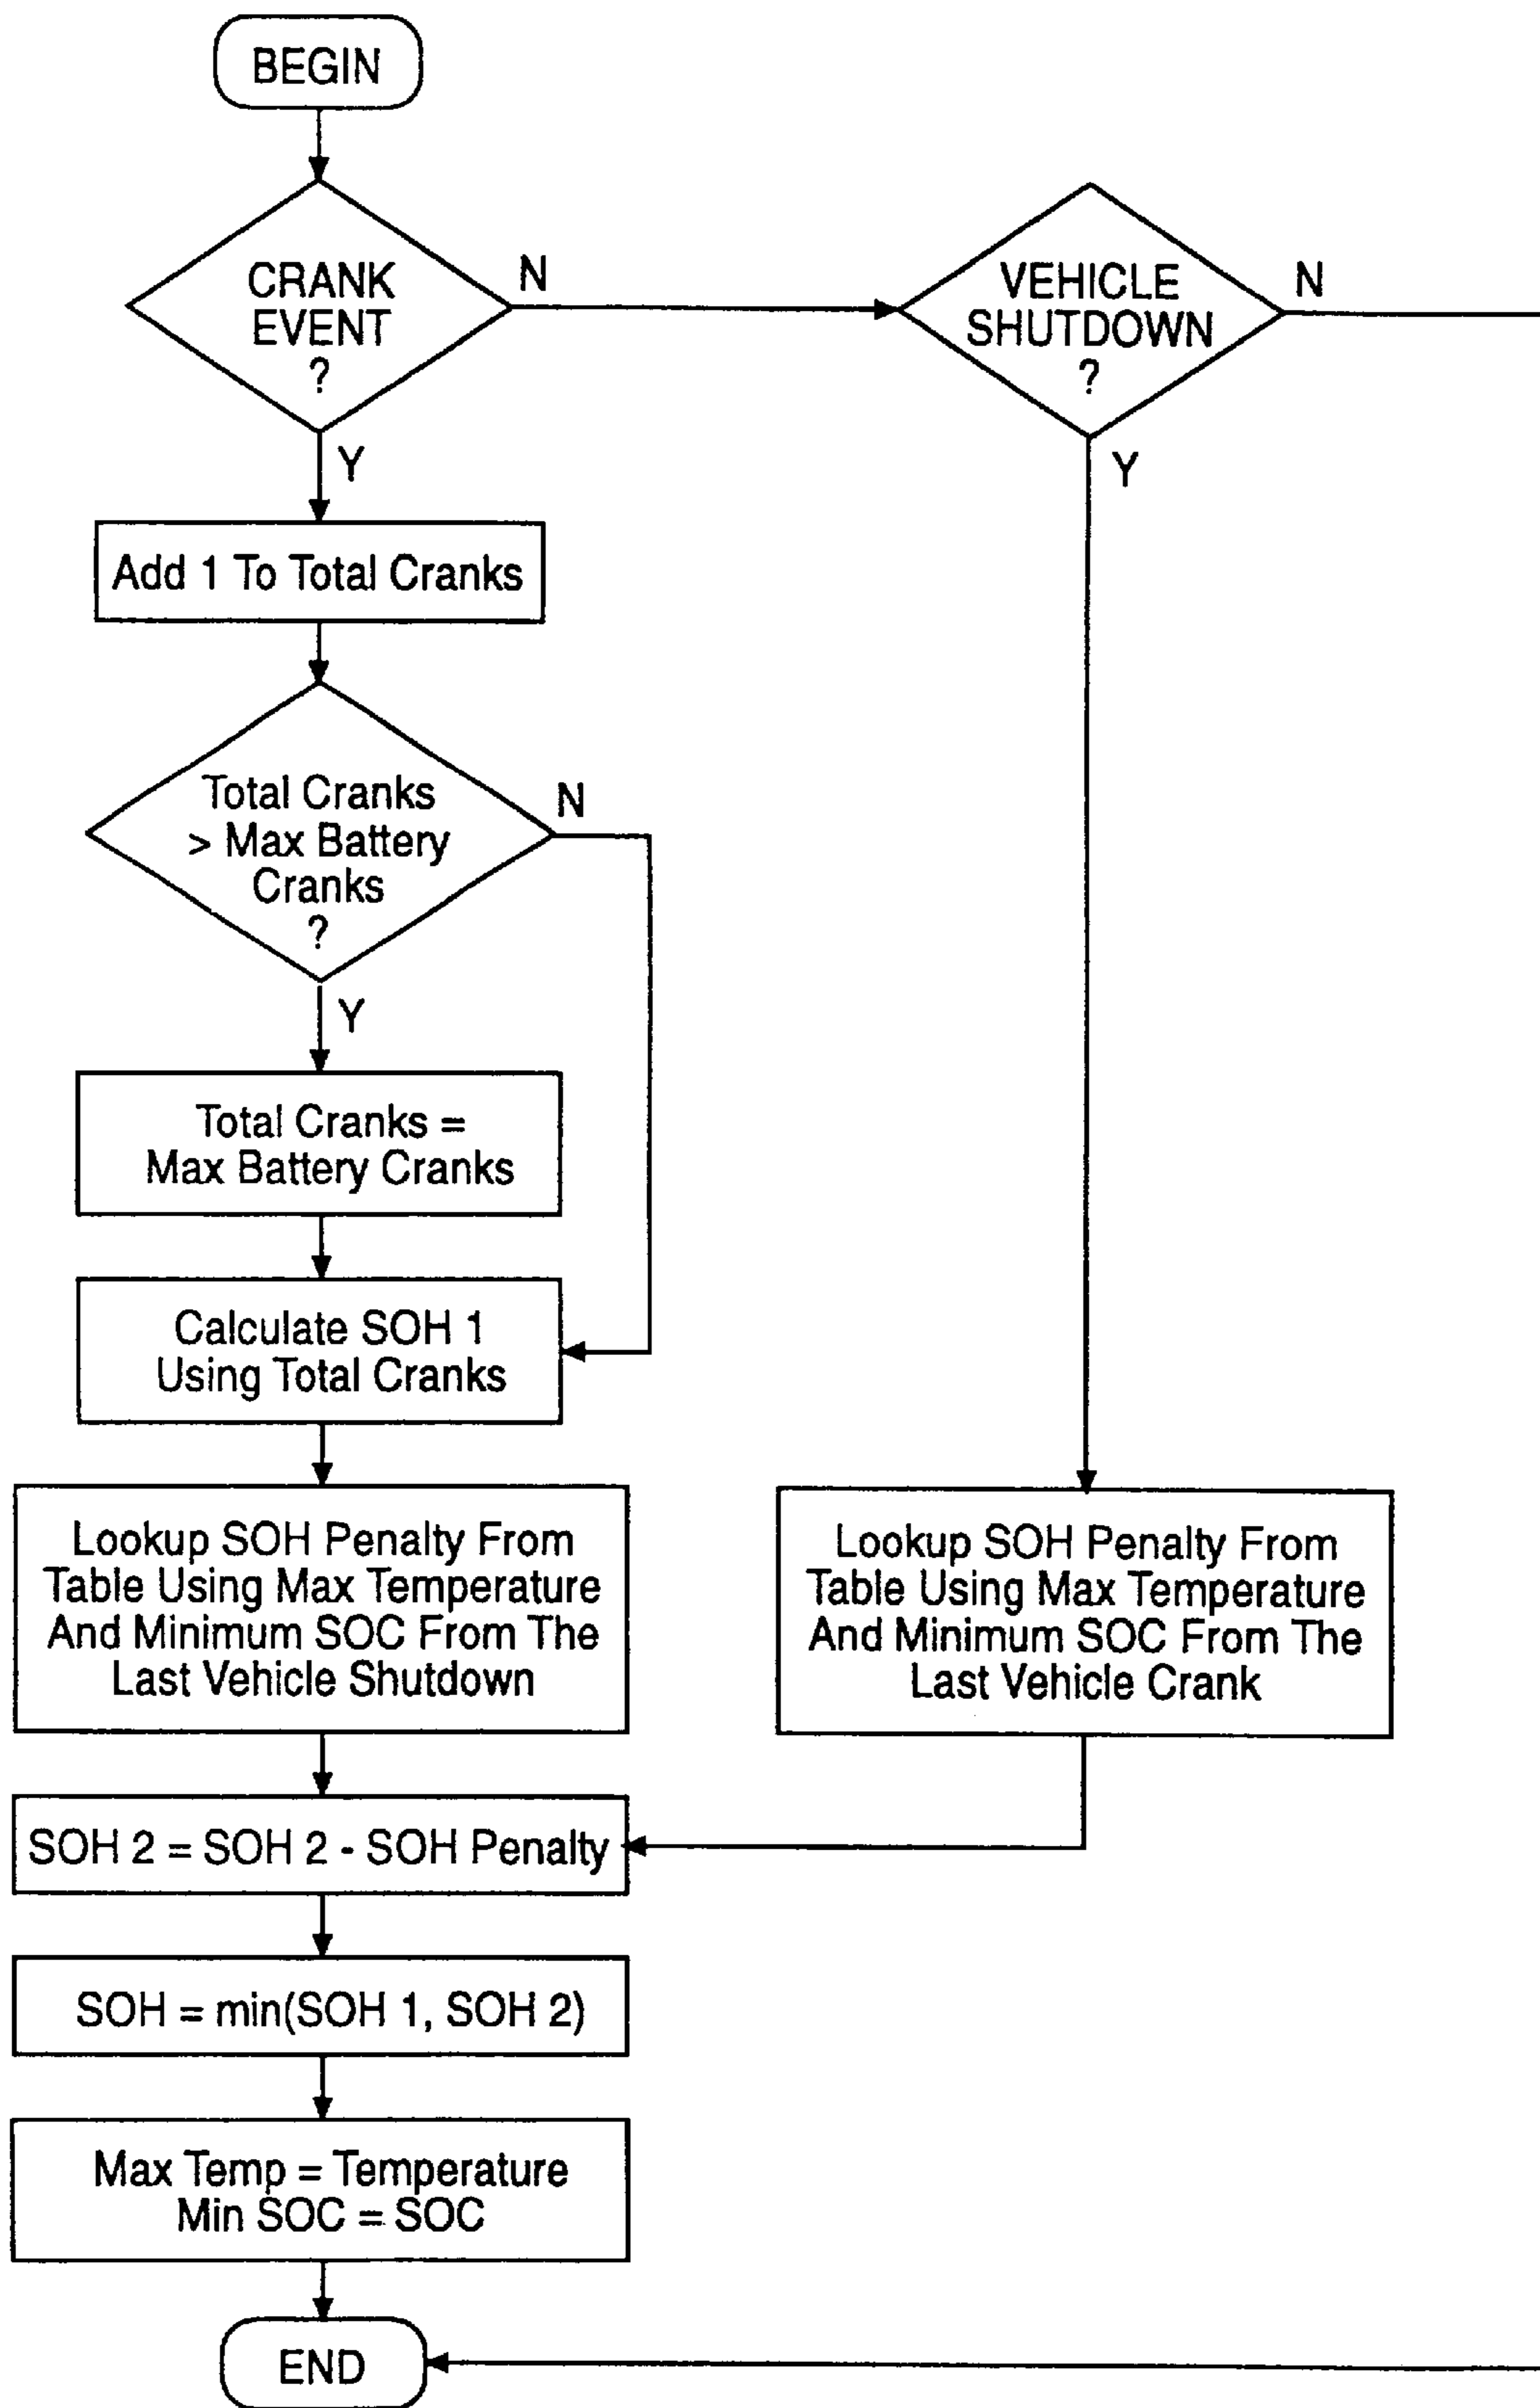 BEGIN
CRANK
EVENT
?
N
VEHICLE
SHUTDOWN
?
N
Y
Y
Add 1 To Total Cranks
Total Cranks
> Max Battery
Cranks
?
N
Y
Total Cranks =
Max Battery Cranks
Calculate SOH 1
Using Total Cranks
Lookup SOH Penalty From
Table Using Max Temperature
And Minimum SOC From The
Last Vehicle Shutdown
Lookup SOH Penalty From
Table Using Max Temperature
And Minimum SOC From The
Last Vehicle Crank
SOH 2 = SOH 2 - SOH Penalty
SOH = min(SOH 1, SOH 2)
Max Temp = Temperature
Min SOC = SOC
END